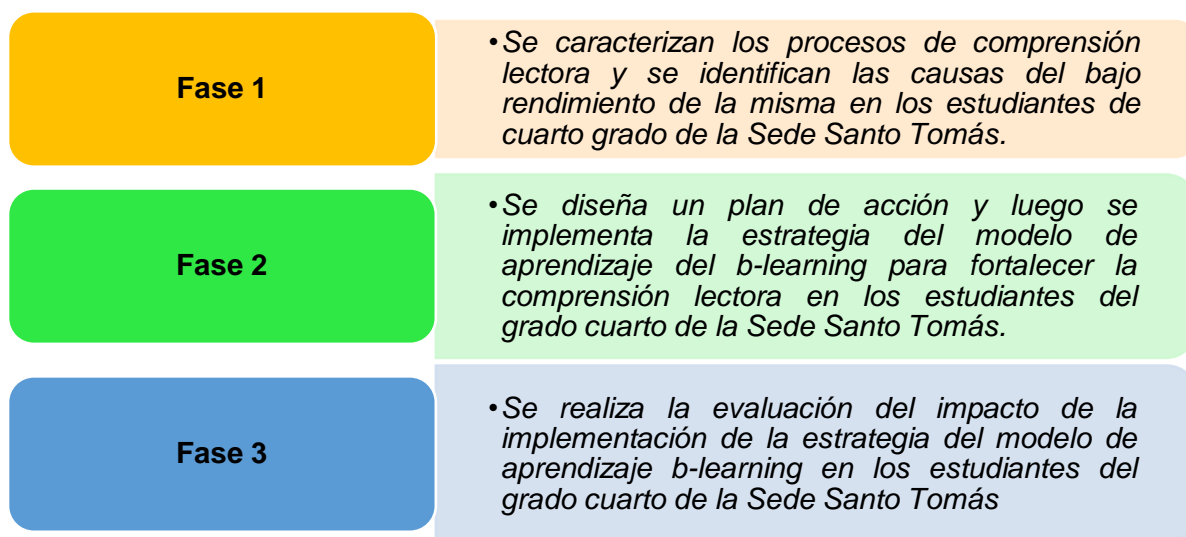 Fase 1
•Se caracterizan los procesos de comprensión
lectora y se identifican las causas del bajo
rendimiento de la misma en los estudiantes de
cuarto grado de la Sede Santo Tomás.
Fase 2
•Se diseña un plan de acción y luego se
implementa la estrategia del modelo de
aprendizaje del b-learning para fortalecer la
comprensión lectora en los estudiantes del
grado cuarto de la Sede Santo Tomás.
Fase 3
•Se realiza la evaluación del impacto de la
implementación de la estrategia del modelo de
aprendizaje b-learning en los estudiantes del
grado cuarto de la Sede Santo Tomás